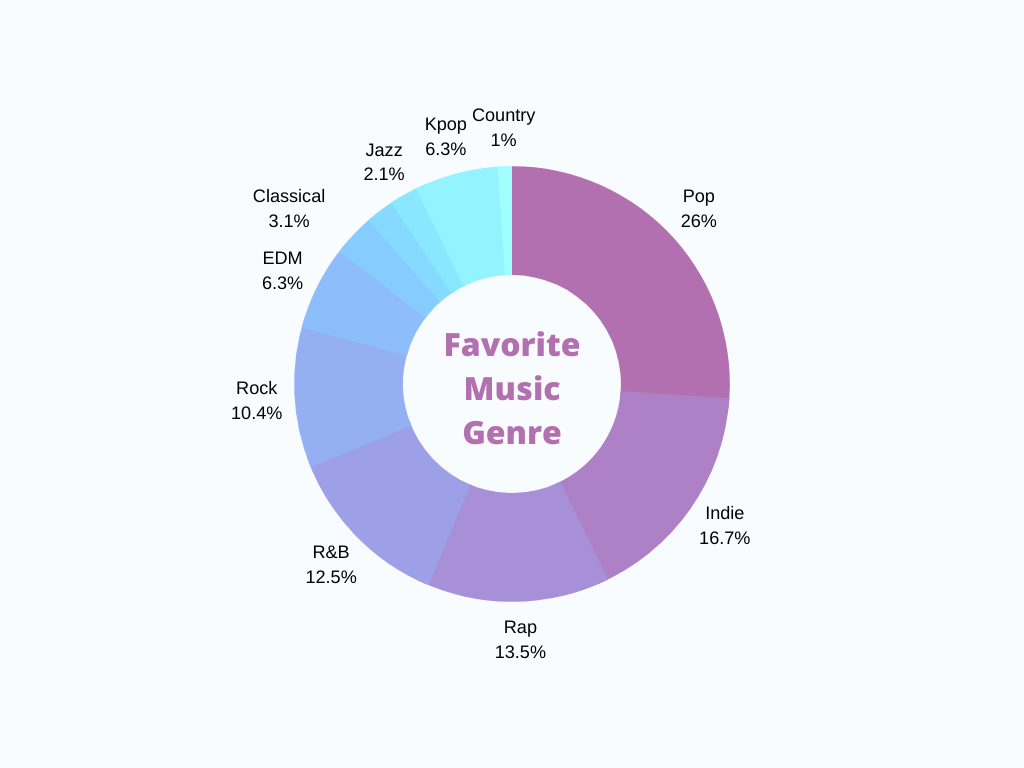 Favorite
Music
Genre
Pop
26%
Indie
16.7%
Rap
13.5%
R&B
12.5%
Rock
10.4%
EDM
6.3%
Classical
3.1%
Jazz
2.1%
Kpop
6.3%
Country
1%